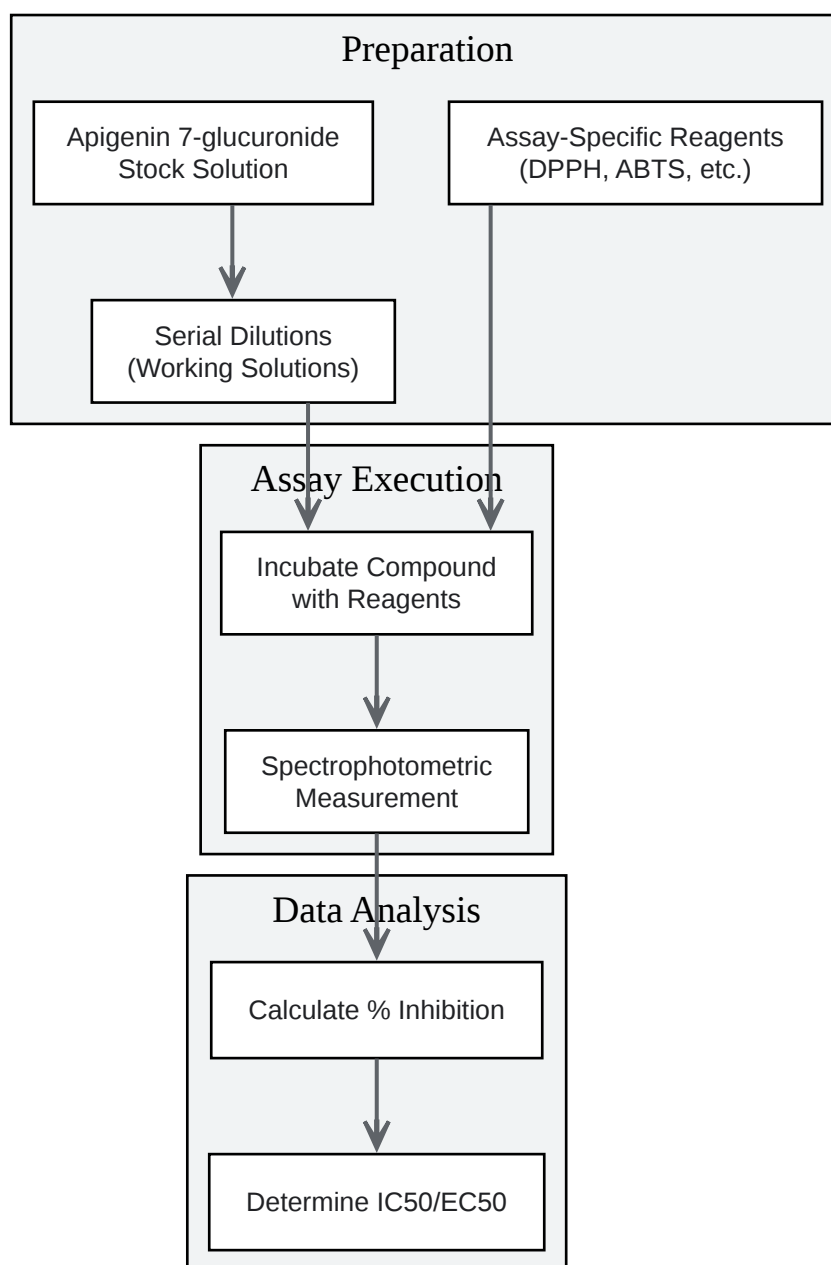 Preparation
Apigenin 7-glucuronide
Stock Solution
Assay-Specific Reagents
(DPPH, ABTS, etc.)
Serial Dilutions
(Working Solutions)
Assay Execution
Incubate Compound
with Reagents
Spectrophotometric
Measurement
Data Analysis
Calculate % Inhibition
Determine IC50/EC50